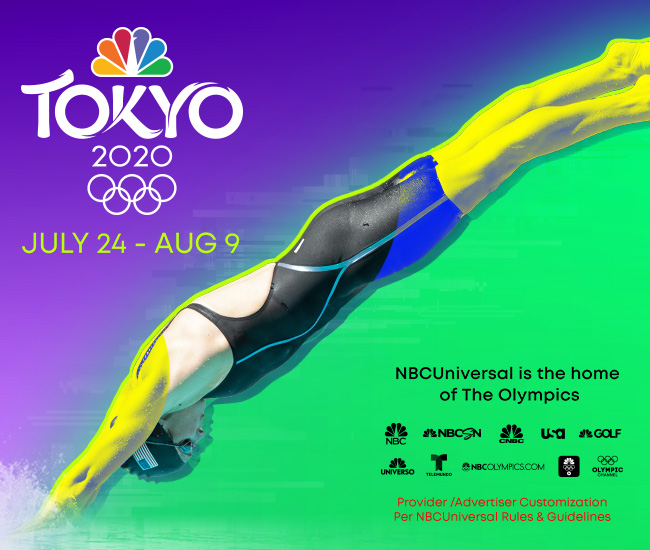 TOKYO
2020
JULY 24 - AUG 9
NBCUniversal is the home
of The Olympics
NBC
NBCSN
CNBC
USA
GOLF
UNIVERSO
TELEMUNDO
NBCOLYMPICS.COM
OLYMPIC
CHANNEL
Provider /Advertiser Customization
Per NBCUniversal Rules & Guidelines